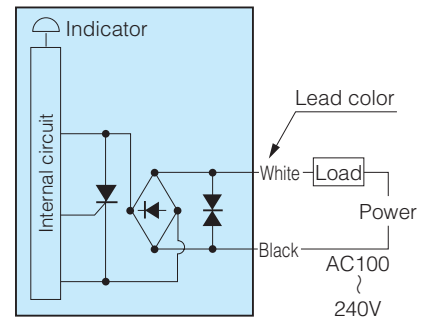 Indicator
Internal circuit
Lead color
White
Load
Power
Black
AC100
~
240V